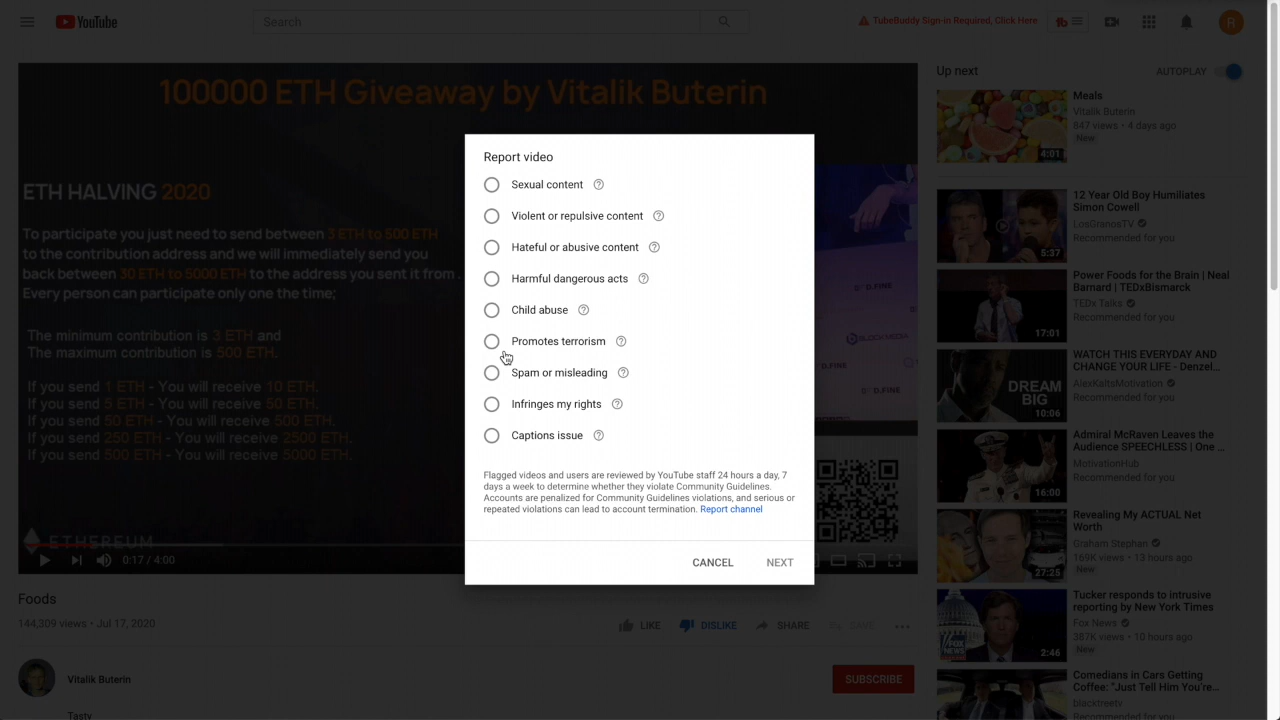 YouTube
Search
TubeBuddy Sign-in Required, Click Here
R
100000 ETH Giveaway by Vitalik Buterin
ETH HALVING 2020
To participate you just need to send between 3 ETH to 500 ETH
to the contribution address and we will immediately send you
back between 30 ETH to 5000 ETH to the address you sent it from .
Every person can participate only one the time;
The minimum contribution is 3 ETH and
The maximum contribution is 500 ETH.
If you send 1 ETH - You will receive 10 ETH.
If you send 5 ETH - You will receive 50 ETH.
If you send 50 ETH - You will receive 500 ETH.
If you send 250 ETH - You will receive 2500 ETH.
If you send 500 ETH - You will receive 5000 ETH.
ETHEREUM
0:17 / 4:00
D.FINE
BLOCK MEDIA
D.FINE
D.FINE
Report video
Sexual content
Violent or repulsive content
Hateful or abusive content
Harmful dangerous acts
Child abuse
Promotes terrorism
Spam or misleading
Infringes my rights
Captions issue
Flagged videos and users are reviewed by YouTube staff 24 hours a day, 7
days a week to determine whether they violate Community Guidelines.
Accounts are penalized for Community Guidelines violations, and serious or
repeated violations can lead to account termination. Report channel
CANCEL
NEXT
Foods
144,309 views • Jul 17, 2020
LIKE
DISLIKE
SHARE
SAVE
Vitalik Buterin
SUBSCRIBE
Tasty
Up next
AUTOPLAY
Meals
Vitalik Buterin
847 views • 4 days ago
New
4:01
12 Year Old Boy Humiliates
Simon Cowell
LosGranosTV
Recommended for you
5:37
Power Foods for the Brain | Neal
Barnard | TEDxBismarck
TEDx Talks
Recommended for you
17:01
WATCH THIS EVERYDAY AND
CHANGE YOUR LIFE - Denzel...
AlexKaltsMotivation
Recommended for you
DREAM
BIG
10:06
Admiral McRaven Leaves the
Audience SPEECHLESS | One ...
MotivationHub
Recommended for you
16:00
Revealing My ACTUAL Net
Worth
Graham Stephan
169K views • 13 hours ago
New
27:25
Tucker responds to intrusive
reporting by New York Times
Fox News
387K views • 10 hours ago
New
FOX
NEWS
2:46
Comedians in Cars Getting
Coffee: "Just Tell Him You're...
blacktreetv
Recommended for you